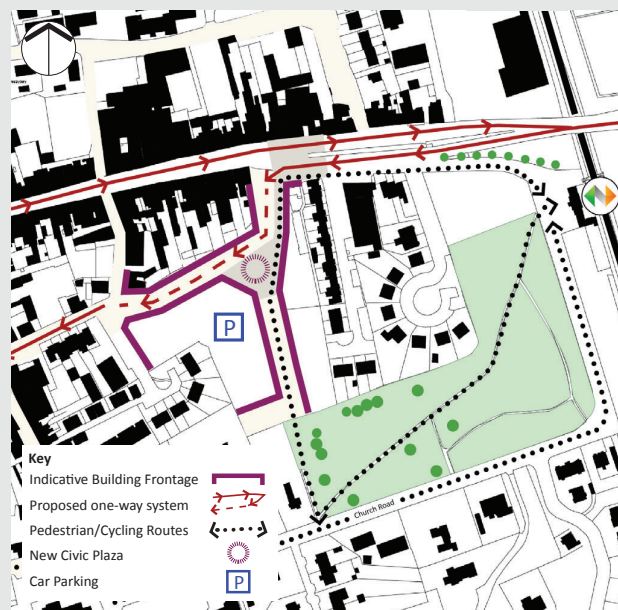 P
Church Road
Key
Indicative Building Frontage
Proposed one-way system
Pedestrian/Cycling Routes
New Civic Plaza
Car Parking
P